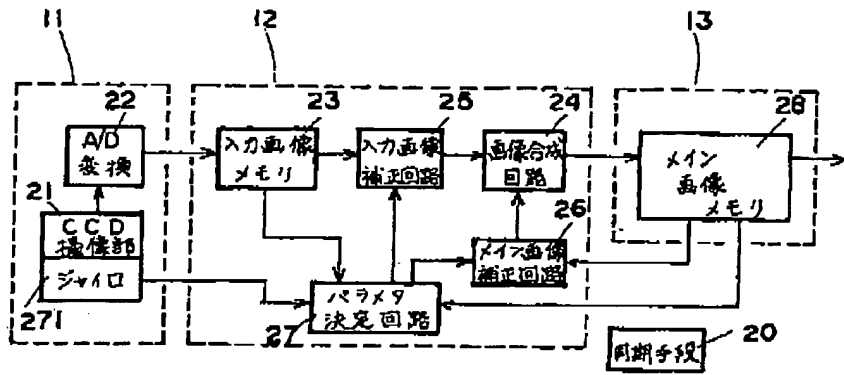 11
12
13
22
A/D
変換
23
入力画像
メモリ
25
入力画像
補正回路
24
画像合成
回路
28
メイン
画像
メモリ
21
CCD
撮像部
ジャイロ
271
26
メイン画像
補正回路
27
パラメタ
決定回路
20
同期手段